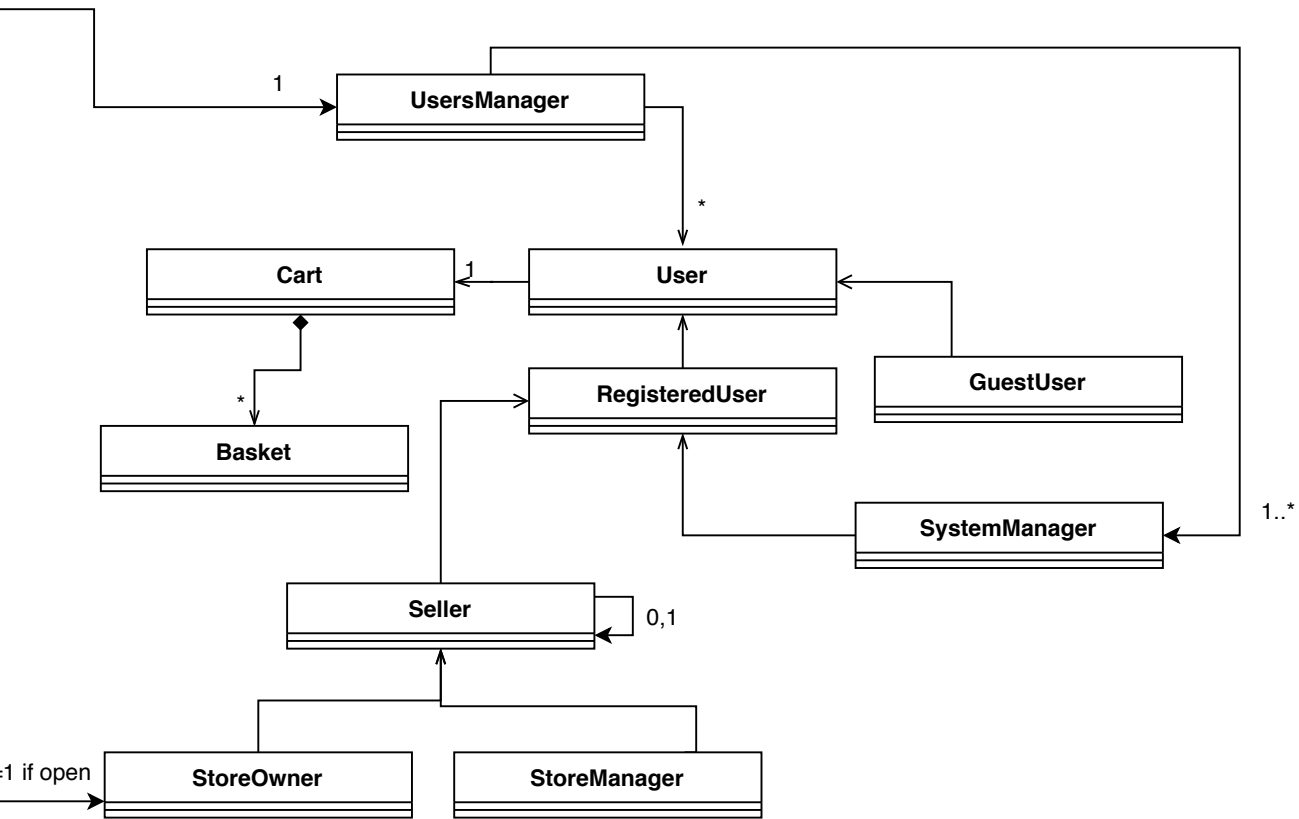 1
UsersManager
*
Cart
1
User
GuestUser
RegisteredUser
*
Basket
SystemManager
1..*
Seller
0,1
=1 if open
StoreOwner
StoreManager